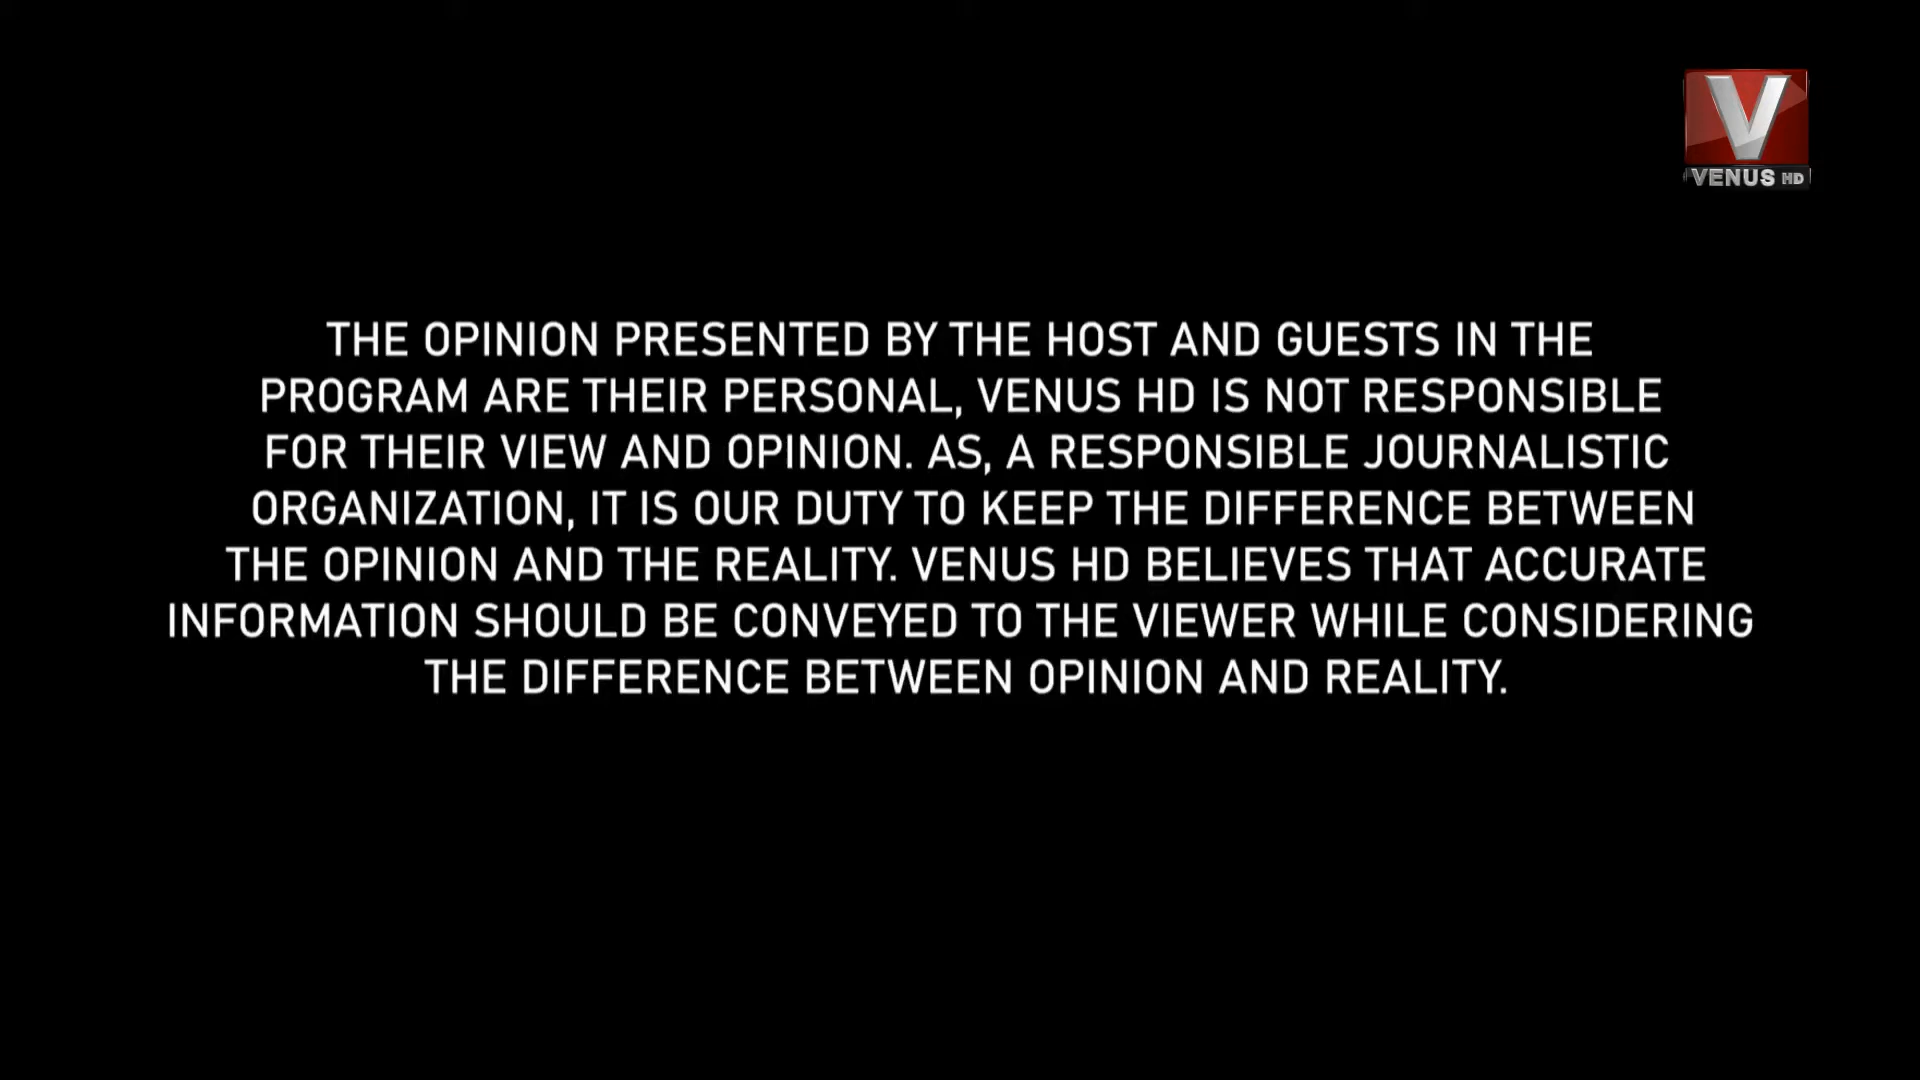 V
VENUS HD
THE OPINION PRESENTED BY THE HOST AND GUESTS IN THE
PROGRAM ARE THEIR PERSONAL, VENUS HD IS NOT RESPONSIBLE
FOR THEIR VIEW AND OPINION. AS, A RESPONSIBLE JOURNALISTIC
ORGANIZATION, IT IS OUR DUTY TO KEEP THE DIFFERENCE BETWEEN
THE OPINION AND THE REALITY. VENUS HD BELIEVES THAT ACCURATE
INFORMATION SHOULD BE CONVEYED TO THE VIEWER WHILE CONSIDERING
THE DIFFERENCE BETWEEN OPINION AND REALITY.